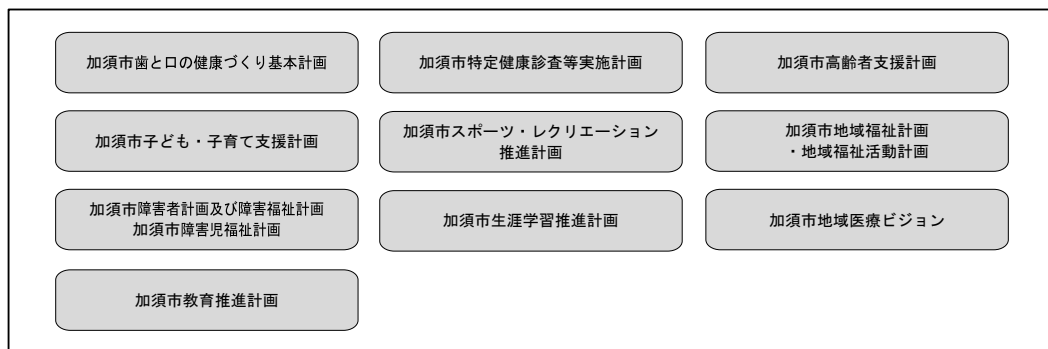 加須市歯と口の健康づくり基本計画
加須市特定健康診査等実施計画
加須市高齢者支援計画
加須市子ども・子育て支援計画
加須市スポーツ・レクリエーション
推進計画
加須市地域福祉計画
・地域福祉活動計画
加須市障害者計画及び障害福祉計画
加須市障害児福祉計画
加須市生涯学習推進計画
加須市地域医療ビジョン
加須市教育推進計画